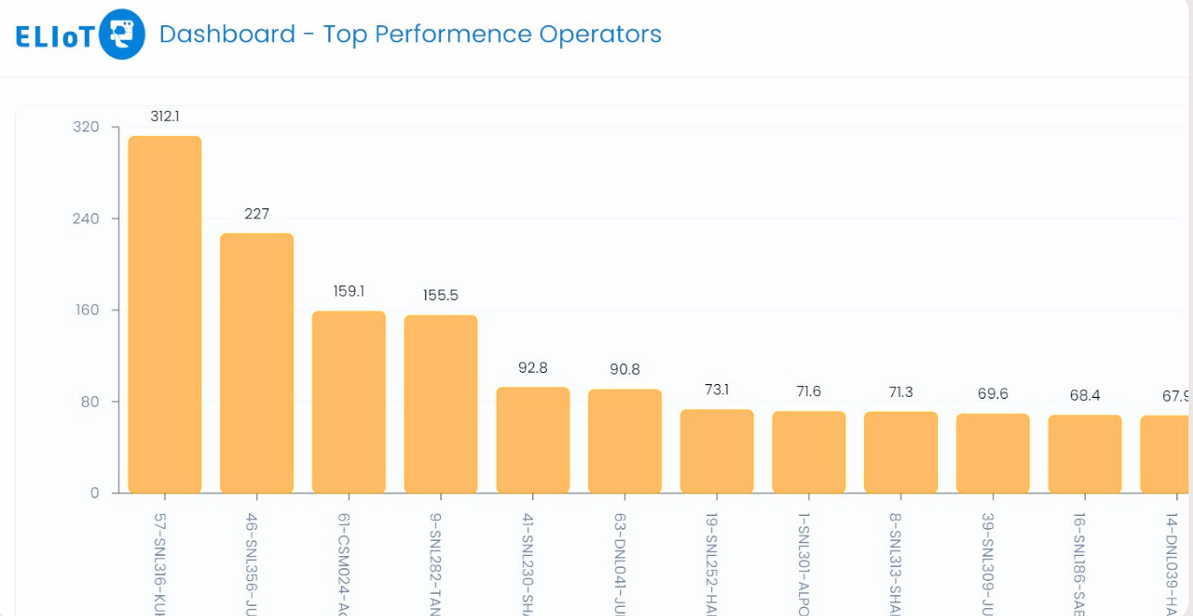 ELIoT
Dashboard - Top Performence Operators
320
240
160
80
0
312.1
227
159.1
155.5
92.8
90.8
73.1
71.6
71.3
69.6
68.4
67.9
57-SNL316-KU
46-SNL356-JU
61-CSM024-A
9-SNL282-TAN
41-SNL230-SH
63-DNL041-JU
19-SNL252-HA
1-SNL301-ALPO
8-SNL313-SHA
39-SNL309-JU
16-SNL186-SA
14-DNL039-HA